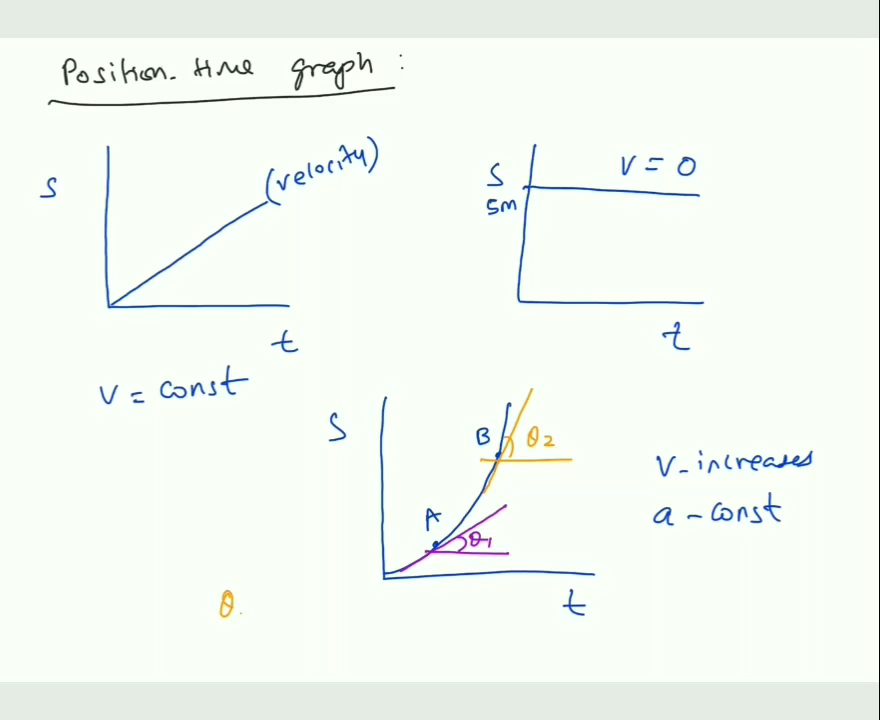 Position-time graph :
S
(velocity)
t
v = const
S
5m
v = 0
t
S
A
B
θ1
θ2
t
v-increases
a - const
θ.